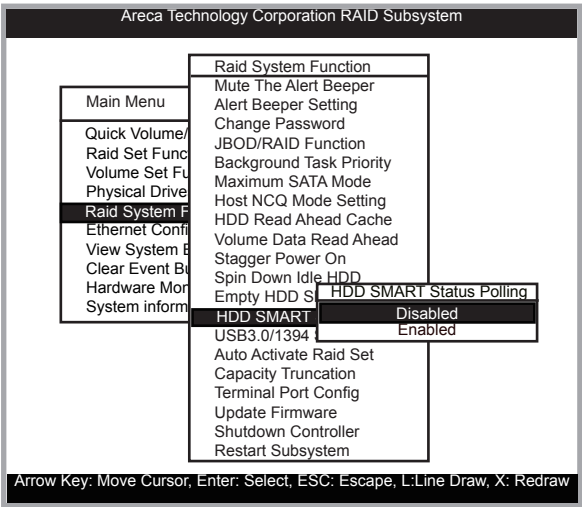 Areca Technology Corporation RAID Subsystem
Main Menu
Quick Volume/
Raid Set Func
Volume Set Fu
Physical Drive
Raid System F
Ethernet Confi
View System E
Clear Event Bu
Hardware Mon
System inform
Raid System Function
Mute The Alert Beeper
Alert Beeper Setting
Change Password
JBOD/RAID Function
Background Task Priority
Maximum SATA Mode
Host NCQ Mode Setting
HDD Read Ahead Cache
Volume Data Read Ahead
Stagger Power On
Spin Down Idle HDD
Empty HDD S
HDD SMART
USB3.0/1394
Auto Activate Raid Set
Capacity Truncation
Terminal Port Config
Update Firmware
Shutdown Controller
Restart Subsystem
HDD SMART Status Polling
Disabled
Enabled
Arrow Key: Move Cursor, Enter: Select, ESC: Escape, L:Line Draw, X: Redraw